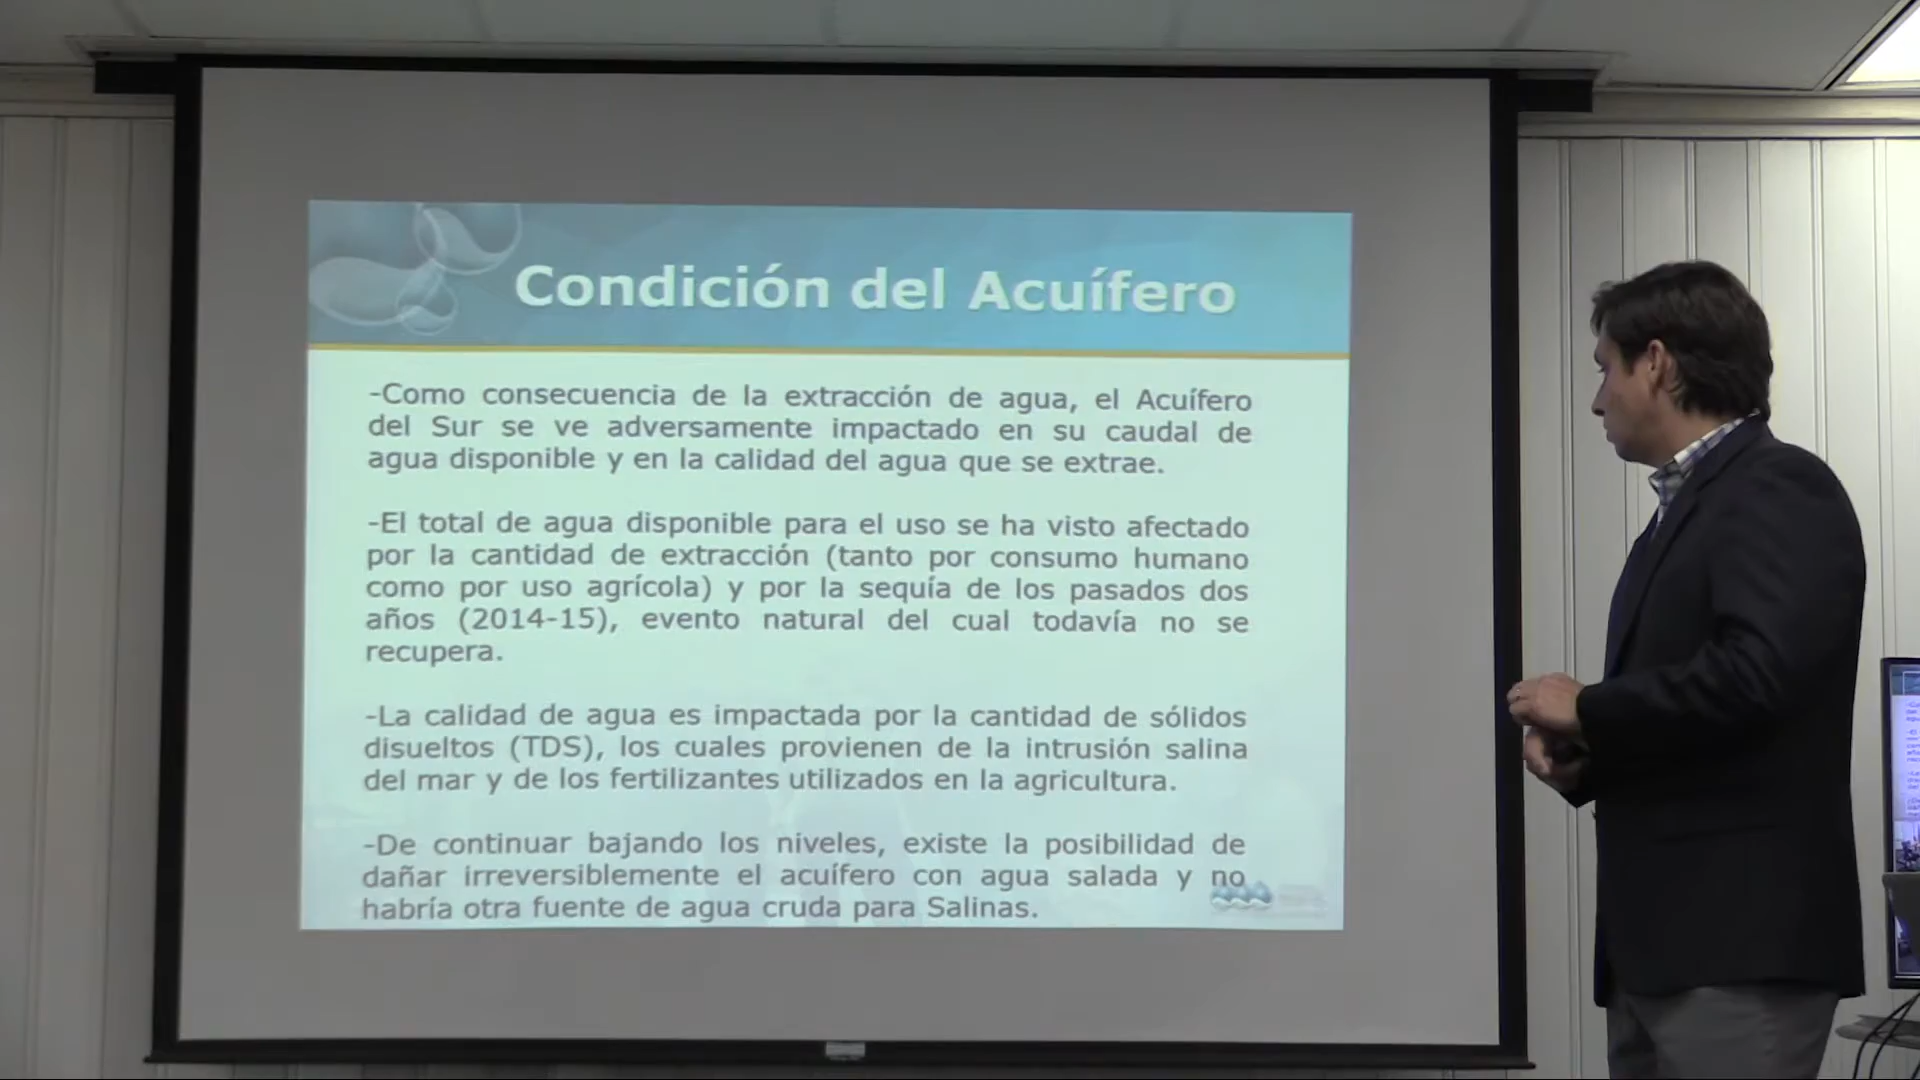 Condición del Acuífero
-Como consecuencia de la extracción de agua, el Acuífero
del Sur se ve adversamente impactado en su caudal de
agua disponible y en la calidad del agua que se extrae.
-El total de agua disponible para el uso se ha visto afectado
por la cantidad de extracción (tanto por consumo humano
como por uso agrícola) y por la sequía de los pasados dos
años (2014-15), evento natural del cual todavía no se
recupera.
-La calidad de agua es impactada por la cantidad de sólidos
disueltos (TDS), los cuales provienen de la intrusión salina
del mar y de los fertilizantes utilizados en la agricultura.
-De continuar bajando los niveles, existe la posibilidad de
dañar irreversiblemente el acuífero con agua salada y no
habría otra fuente de agua cruda para Salinas.